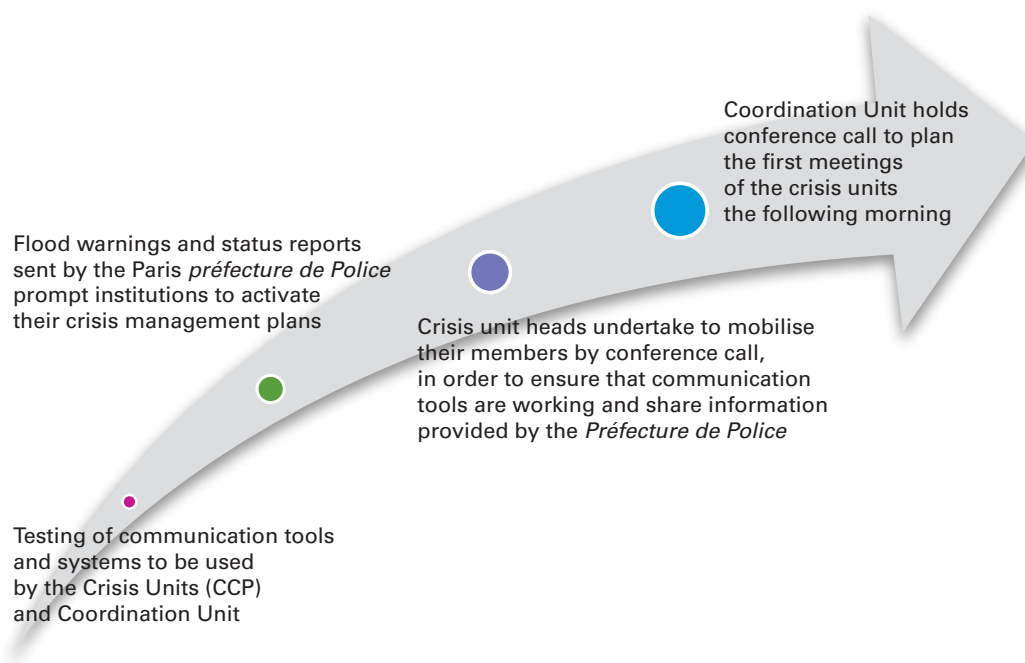 Coordination Unit holds
conference call to plan
the first meetings
of the crisis units
the following morning
Flood warnings and status reports
sent by the Paris préfecture de Police
prompt institutions to activate
their crisis management plans
Crisis unit heads undertake to mobilise
their members by conference call,
in order to ensure that communication
tools are working and share information
provided by the Préfecture de Police
Testing of communication tools
and systems to be used
by the Crisis Units (CCP)
and Coordination Unit